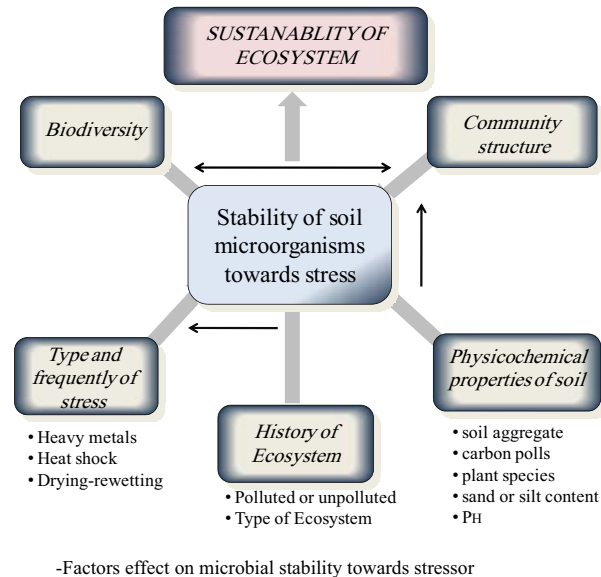 SUSTANABLITY OF
ECOSYSTEM
Biodiversity
Community
structure
Stability of soil
microorganisms
towards stress
Type and
frequently of
stress
• Heavy metals
• Heat shock
• Drying-rewetting
History of
Ecosystem
• Polluted or unpolluted
• Type of Ecosystem
Physicochemical
properties of soil
• soil aggregate
• carbon polls
• plant species
• sand or silt content
• PH
-Factors effect on microbial stability towards stressor